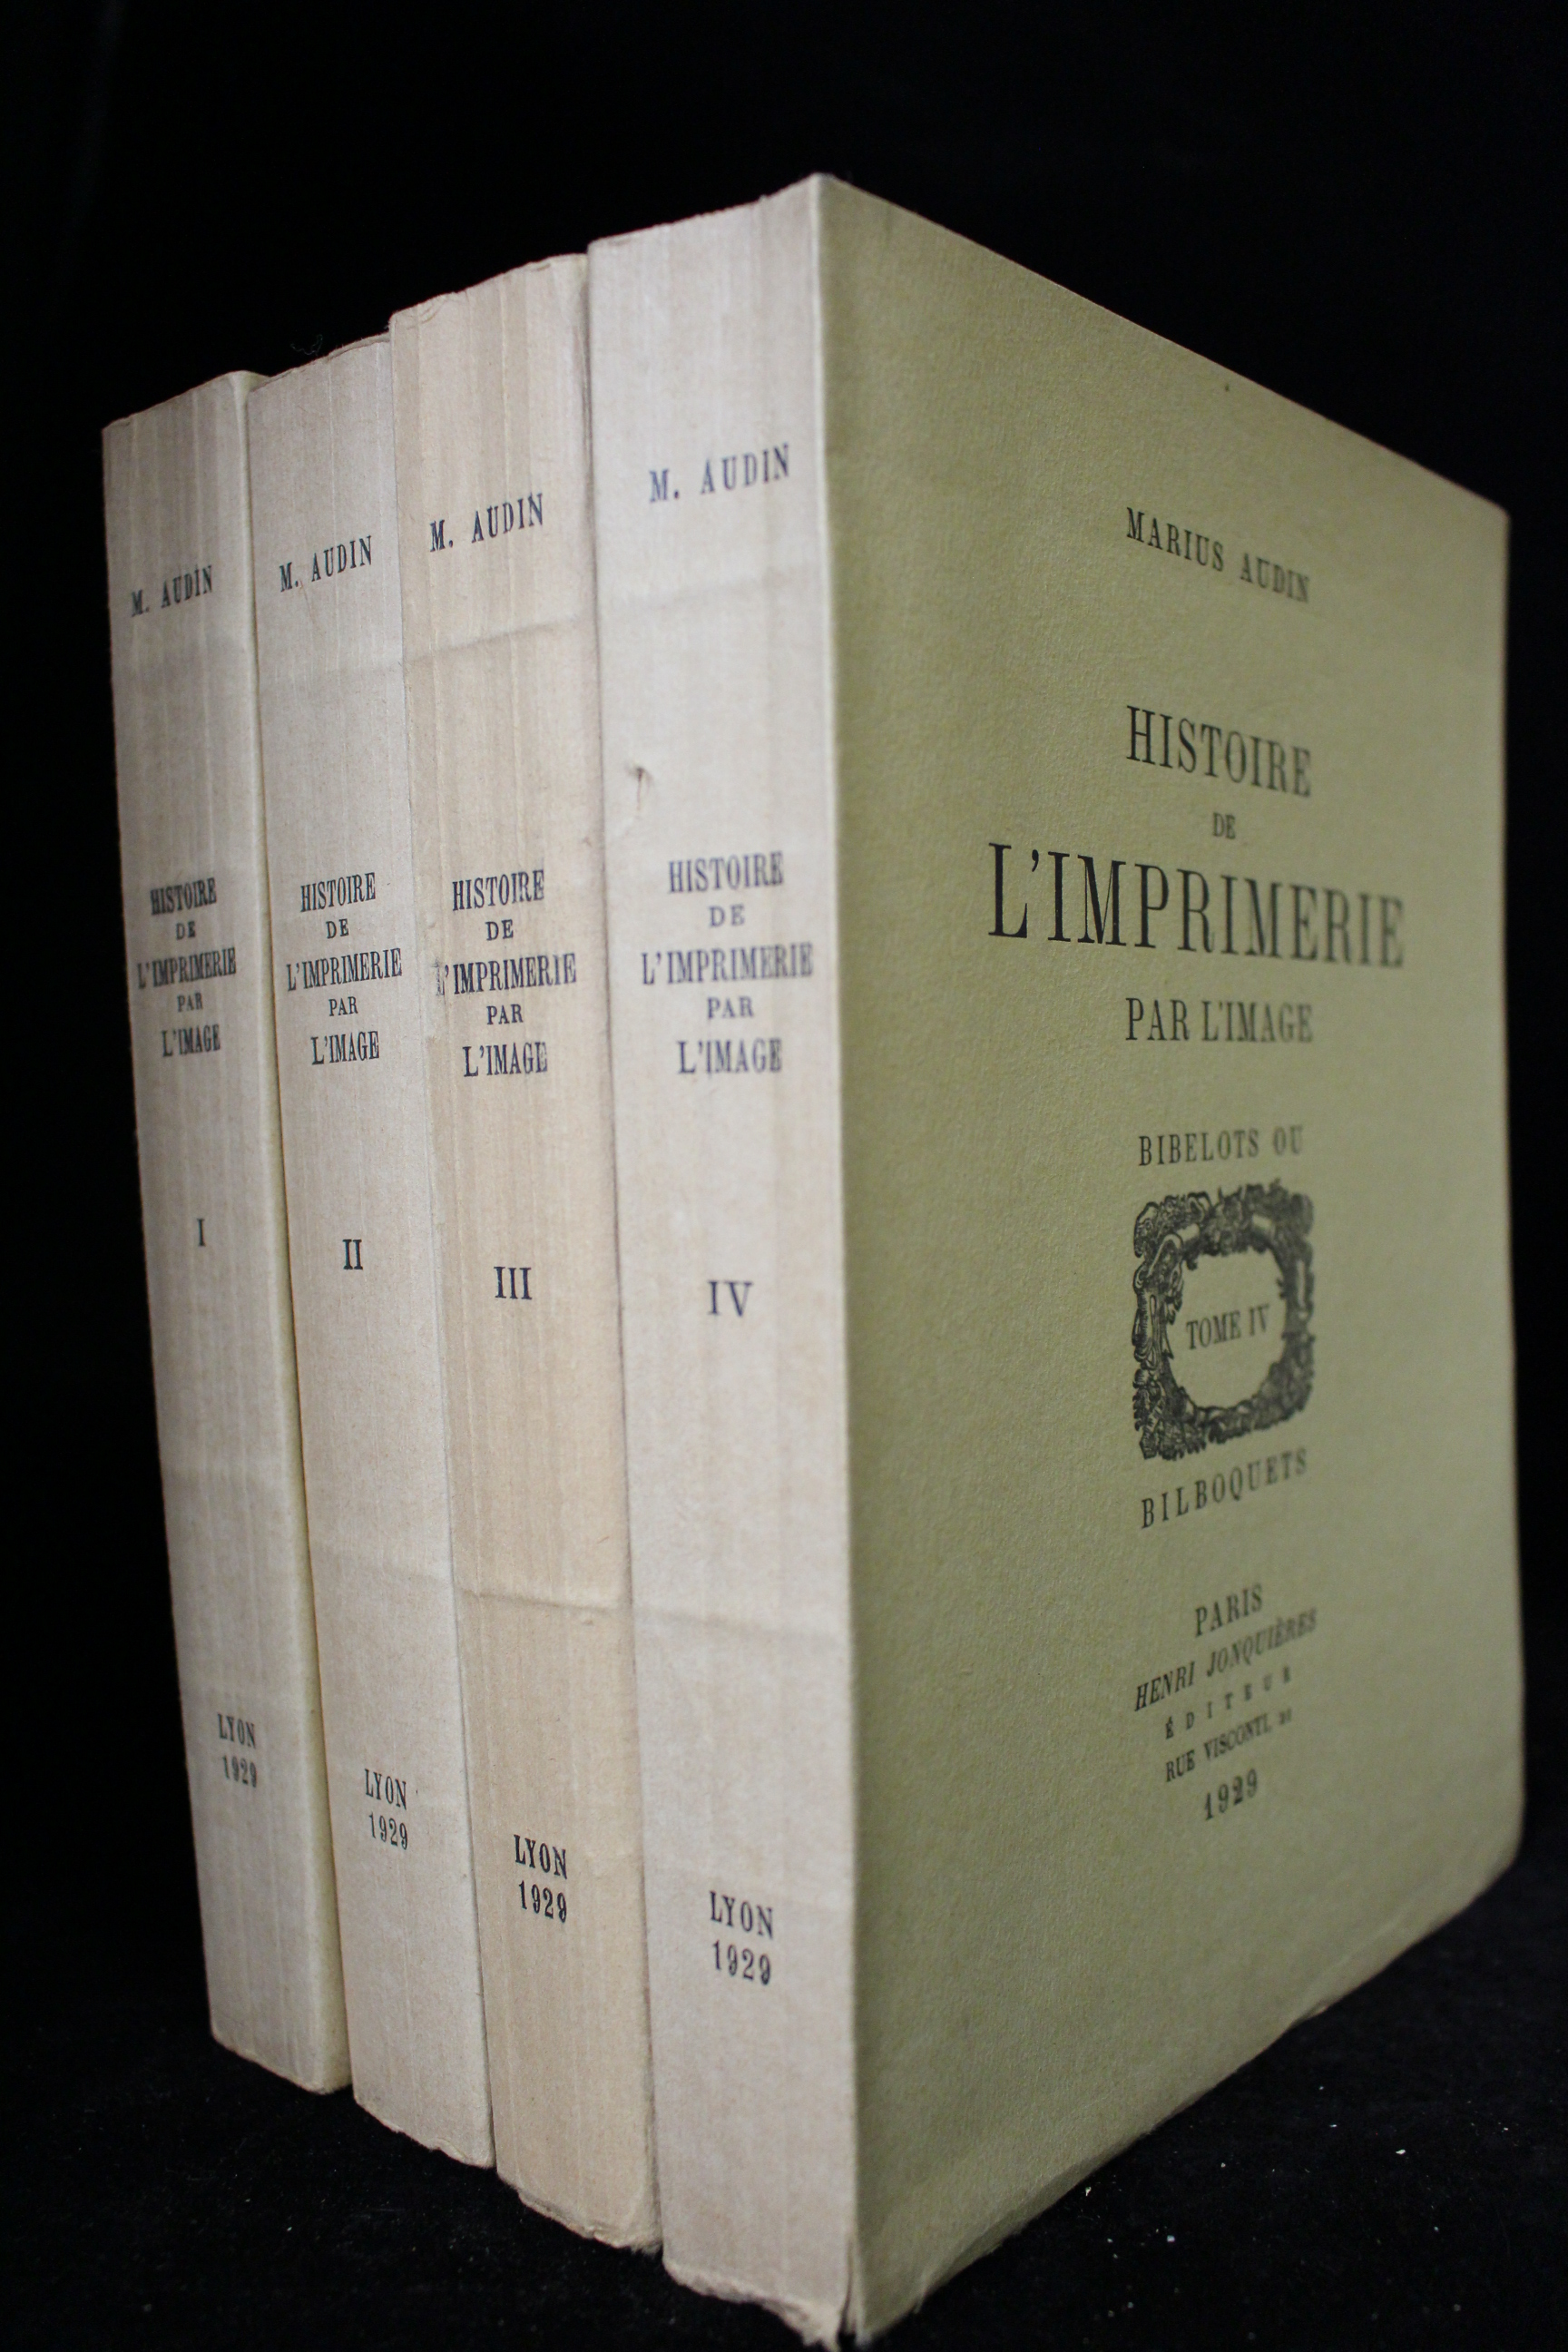 M. AUDIN
HISTOIRE
DE
L'IMPRIMERIE
PAR
L'IMAGE
I
LYON
1929
M. AUDIN
HISTOIRE
DE
L'IMPRIMERIE
PAR
L'IMAGE
II
LYON
1929
M. AUDIN
HISTOIRE
DE
L'IMPRIMERIE
PAR
L'IMAGE
III
LYON
1929
M. AUDIN
HISTOIRE
DE
L'IMPRIMERIE
PAR
L'IMAGE
IV
LYON
1929
MARIUS AUDIN
HISTOIRE
DE
L'IMPRIMERIE
PAR L'IMAGE
BIBELOTS OU
TOME IV
BILBOQUETS
PARIS
HENRI JONQUIÈRES
ÉDITEUR
RUE VISCONTI,
1929